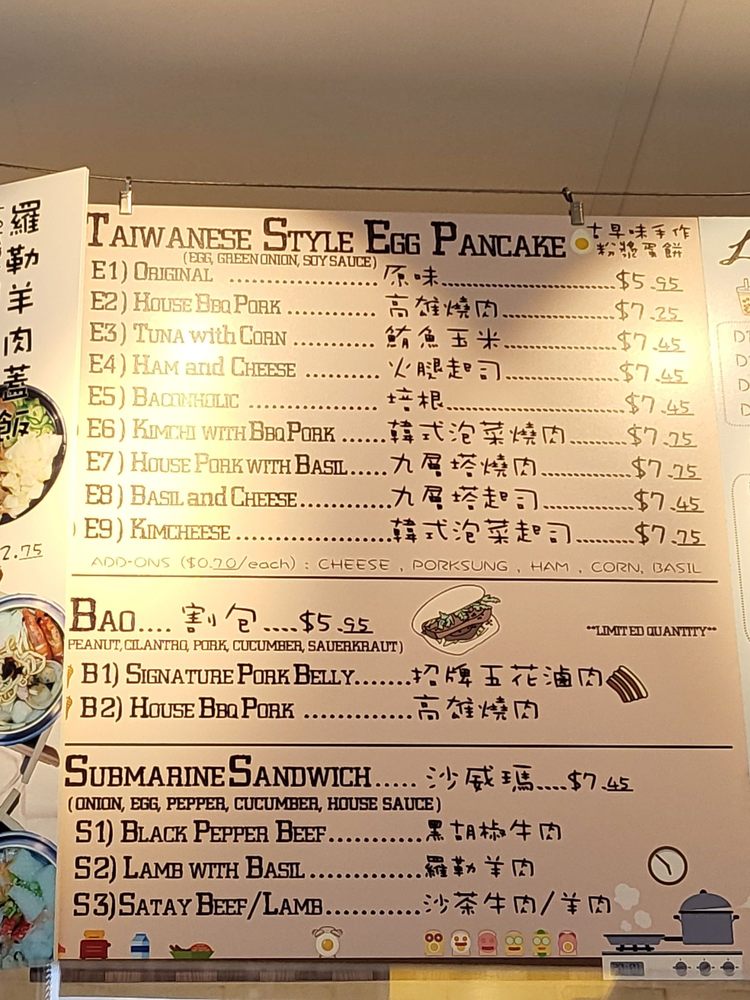 羅勒羊肉蓋飯
2.75
TAIWANESE STYLE EGG PANCAKE 古早味手作
粉漿蛋餅
(EGG, GREEN ONION, SOY SAUCE)
E1) ORIGINAL .................... 原味..............................$5.95
E2) HOUSE BBQ PORK ............ 高雄燒肉....................$7.25
E3) TUNA WITH CORN ............ 鮪魚玉米....................$7.45
E4) HAM AND CHEESE .......... 火腿起司....................$7.45
E5) BACONHOLIC .................. 培根..............................$7.45
E6) KIMCHI WITH BBQ PORK ...... 韓式泡菜燒肉.........$7.75
E7) HOUSE PORK WITH BASIL..... 九層塔燒肉.............$7.75
E8) BASIL AND CHEESE............. 九層塔起司.............$7.45
E9) KIMCHEESE ......................韓式泡菜起司.........$7.75
ADD-ONS ($0.70/each) : CHEESE , PORKSUNG , HAM , CORN, BASIL
BAO.... 割包....$5.95
PEANUT, CILANTRO, PORK, CUCUMBER, SAUERKRAUT)
**LIMITED QUANTITY**
B1) SIGNATURE PORK BELLY.......招牌五花滷肉
B2) HOUSE BBQ PORK ..............高雄燒肉
SUBMARINE SANDWICH..... 沙威瑪....$7.45
(ONION, EGG, PEPPER, CUCUMBER, HOUSE SAUCE)
S1) BLACK PEPPER BEEF...........黑胡椒牛肉
S2) LAMB WITH BASIL .............羅勒羊肉
S3)SATAY BEEF/LAMB.............沙茶牛肉/羊肉